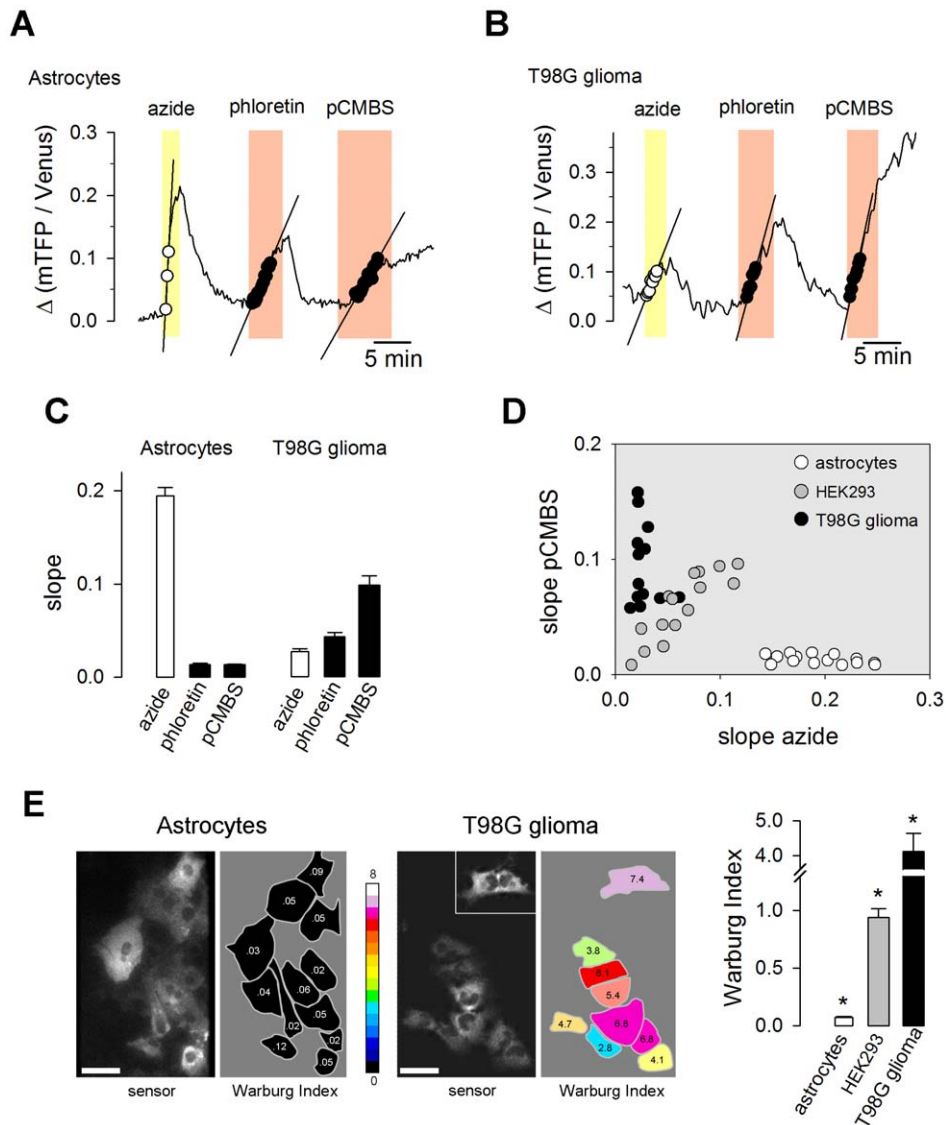 A
Astrocytes
azide
phloretin
pCMBS
Δ (mTFP / Venus)
0.3
0.2
0.1
0.0
5 min
B
T98G glioma
azide
phloretin
pCMBS
Δ (mTFP / Venus)
0.3
0.2
0.1
0.0
5 min
C
Astrocytes
T98G glioma
slope
0.2
0.1
0.0
azide
phloretin
pCMBS
azide
phloretin
pCMBS
D
slope pCMBS
0.2
0.1
0.0
astrocytes
HEK293
T98G glioma
0.0 0.1 0.2 0.3
slope azide
E
Astrocytes
.09
.05
.05
.03
.02
.04
.06
.05
.02
.02
.12
.05
sensor
Warburg Index
8
0
T98G glioma
7.4
3.8
6.1
5.4
4.7
6.8
6.8
2.8
4.1
sensor
Warburg Index
Warburg Index
5.0
4.0
1.0
0.5
0.0
*
*
*
astrocytes
HEK293
T98G glioma